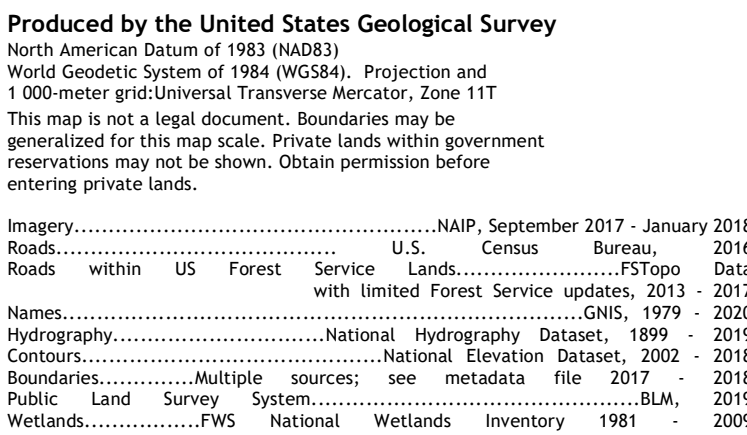 Produced by the United States Geological Survey
North American Datum of 1983 (NAD83)
World Geodetic System of 1984 (WGS84).  Projection and
1 000-meter grid:Universal Transverse Mercator, Zone 11T
This map is not a legal document. Boundaries may be
generalized for this map scale. Private lands within government
reservations may not be shown. Obtain permission before
entering private lands.
Imagery.....................................................NAIP, September 2017 - January 2018
Roads......................................... U.S. Census Bureau, 2016
Roads within US Forest Service Lands........................FSTopo Data
with limited Forest Service updates, 2013 - 2017
Names............................................................................GNIS, 1979 - 2020
Hydrography...............................National Hydrography Dataset, 1899 - 2019
Contours............................................National Elevation Dataset, 2002 - 2018
Boundaries..............Multiple sources; see metadata file 2017 - 2018
Public Land Survey System................................................BLM, 2019
Wetlands.................FWS National Wetlands Inventory 1981 - 2009